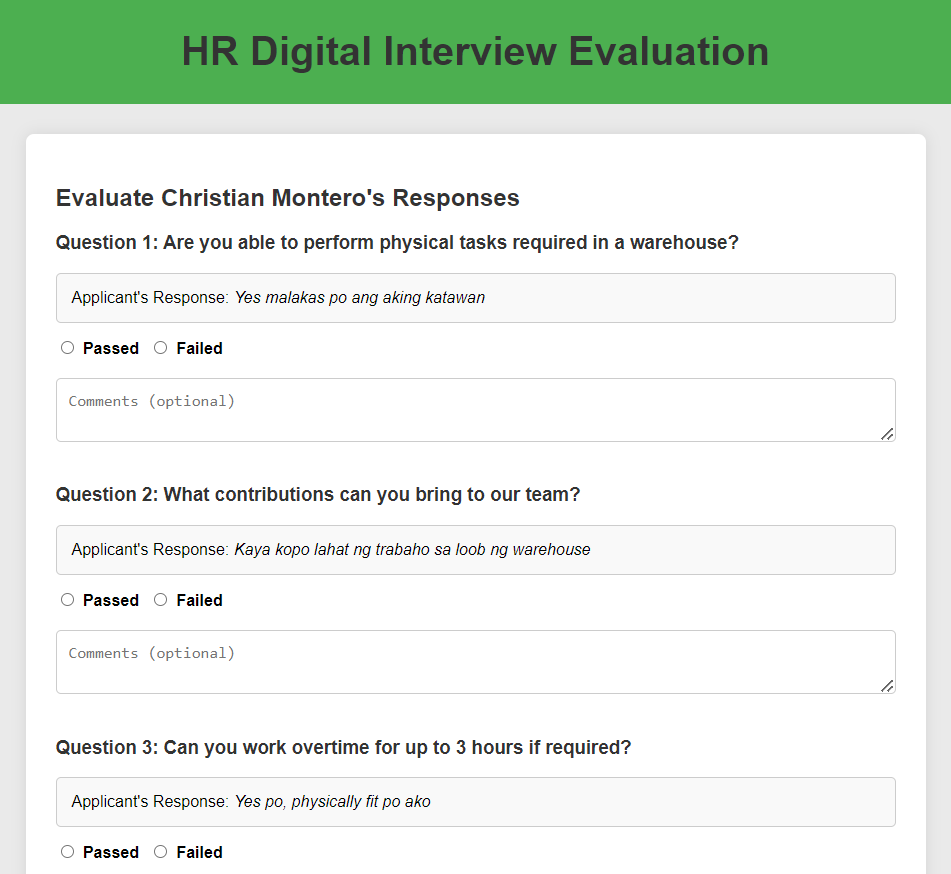 HR Digital Interview Evaluation
Evaluate Christian Montero's Responses
Question 1: Are you able to perform physical tasks required in a warehouse?
Applicant's Response: Yes malakas po ang aking katawan
Passed Failed
Comments (optional)
Question 2: What contributions can you bring to our team?
Applicant's Response: Kaya kopo lahat ng trabaho sa loob ng warehouse
Passed Failed
Comments (optional)
Question 3: Can you work overtime for up to 3 hours if required?
Applicant's Response: Yes po, physically fit po ako
Passed Failed